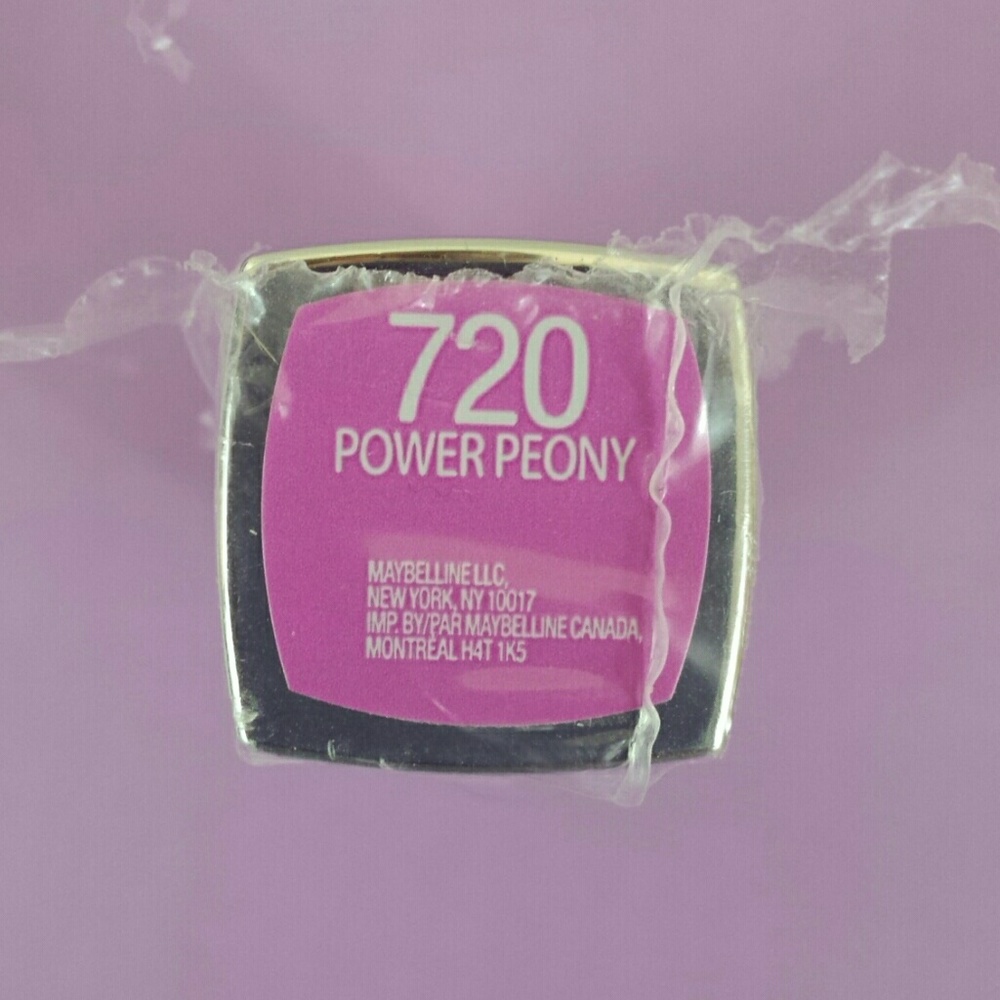 720
POWER PEONY
MAYBELLINE LLC,
NEW YORK, NY 10017
IMP. BY/PAR MAYBELLINE CANADA,
MONTRÉAL H4T 1K5